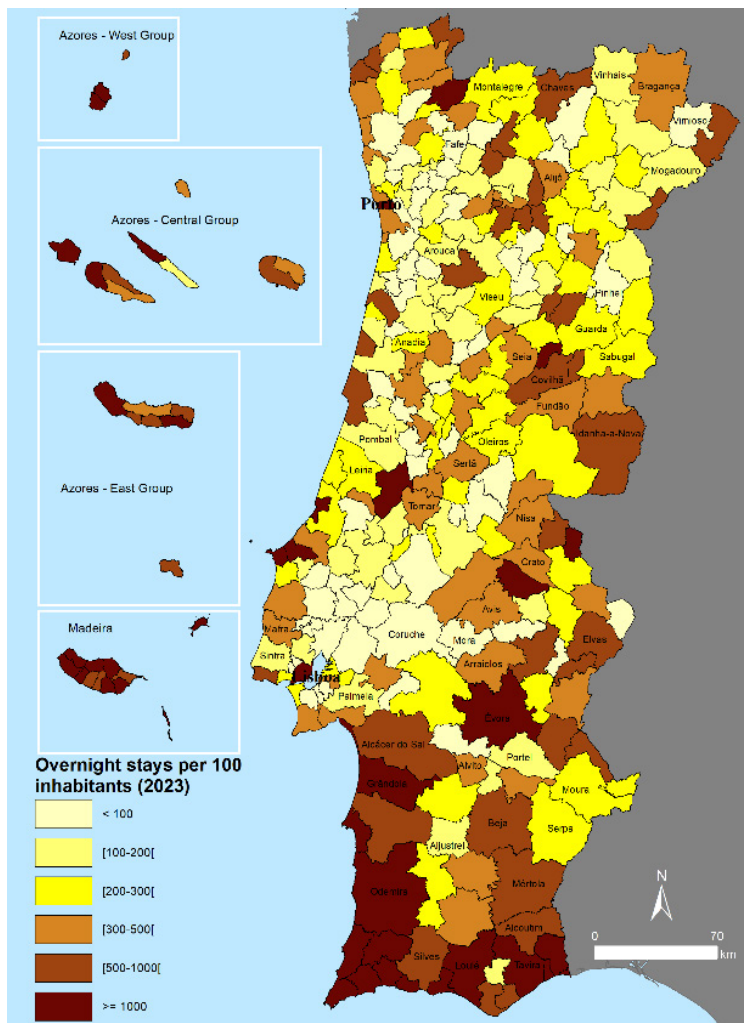 Azores - West Group
Azores - Central Group
Azores - East Group
Madeira
Montalegre
Chaves
Vinhais
Bragança
Vimioso
Fafe
Mogadouro
Alijó
Porto
Arouca
Viseu
Pinhe
Guarda
Anadia
Seia
Sabugal
Covilhã
Fundão
Idanha-a-Nova
Pombal
Oleiros
Leiria
Sertã
Tomar
Nisa
Crato
Avis
Mafra
Coruche
Mora
Elvas
Sintra
Arraiolos
Lisboa
Palmela
Évora
Alcácer do Sal
Porte
Alvito
Grândola
Moura
Beja
Serpa
Aljustrel
Odemira
Mértola
Alcoutim
Silves
Loulé
Tavira
Overnight stays per 100
inhabitants (2023)
< 100
[100-200[
[200-300[
[300-500[
[500-1000[
>= 1000
N
0 70
km